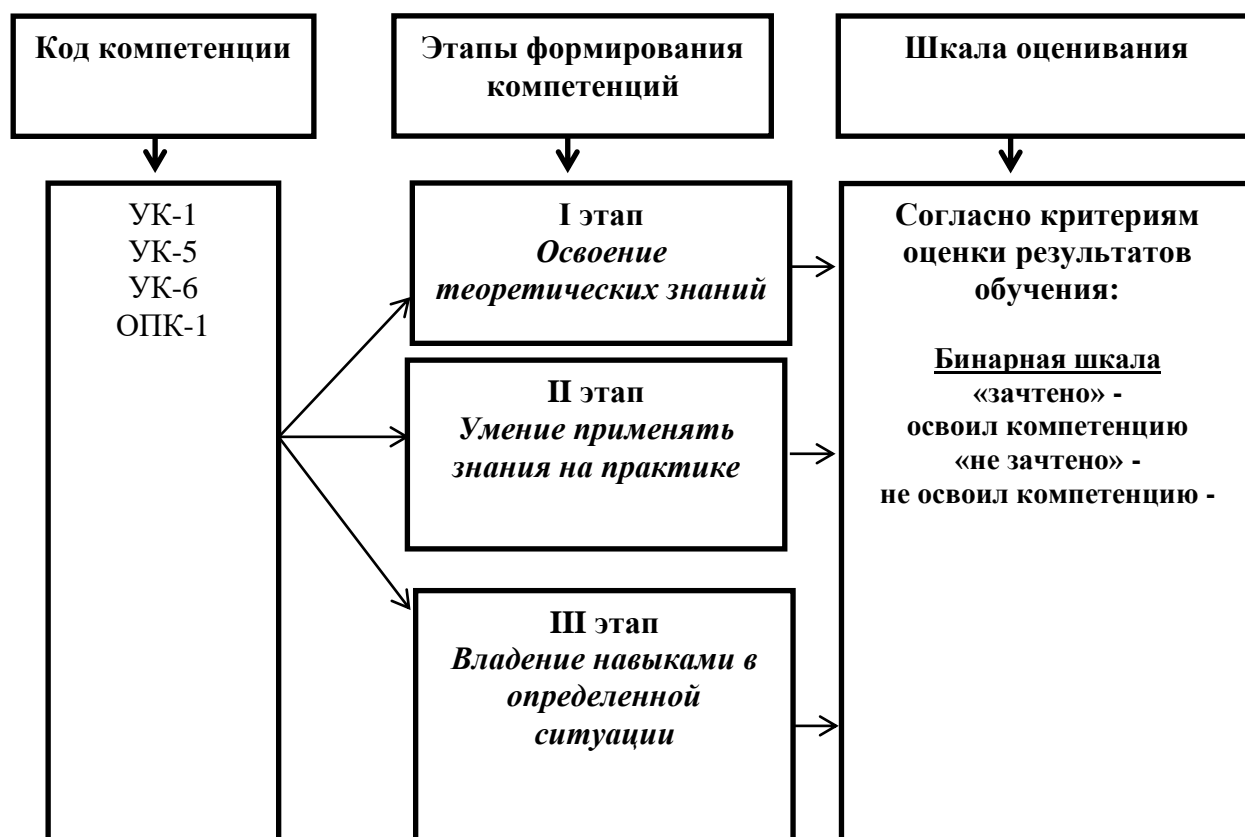 Код компетенции
Этапы формирования
компетенций
Шкала оценивания
УК-1
УК-5
УК-6
ОПК-1
I этап
Освоение
теоретических знаний
II этап
Умение применять
знания на практике
III этап
Владение навыками в
определенной
ситуации
Согласно критериям
оценки результатов
обучения:
Бинарная шкала
«зачтено» -
освоил компетенцию
«не зачтено» -
не освоил компетенцию -